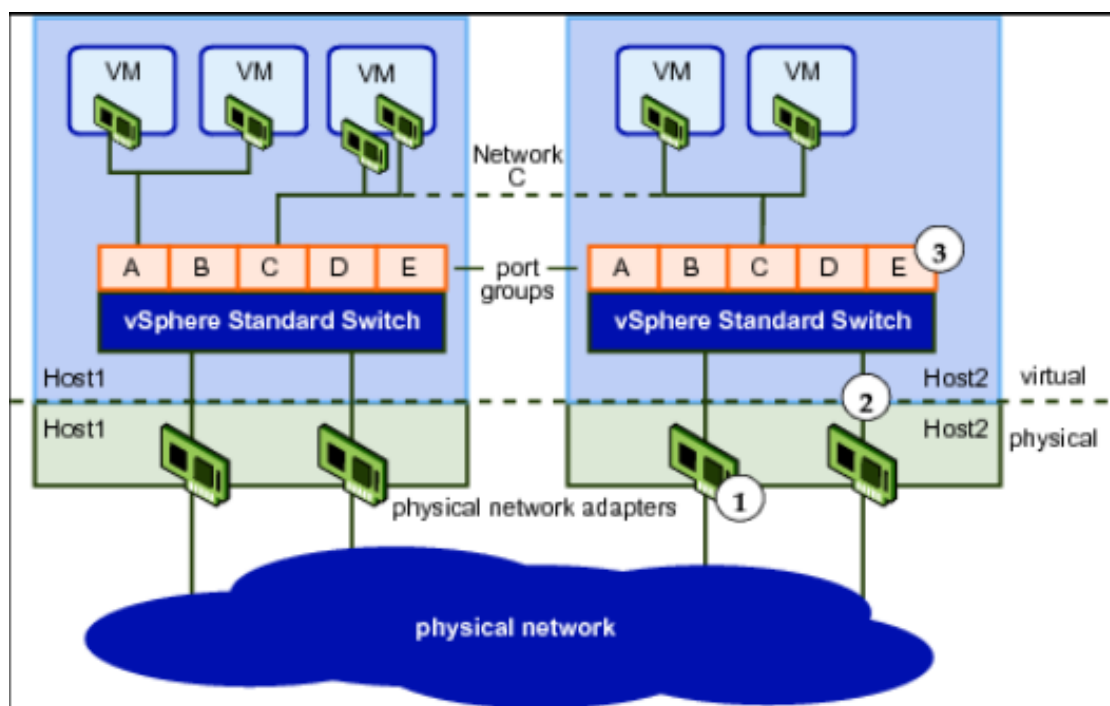 VM
VM
VM
VM
VM
Network
C
A B C D E
port
groups
A B C D E
3
vSphere Standard Switch
vSphere Standard Switch
Host1
Host2
virtual
2
Host1
Host2
physical
physical network adapters
1
physical network